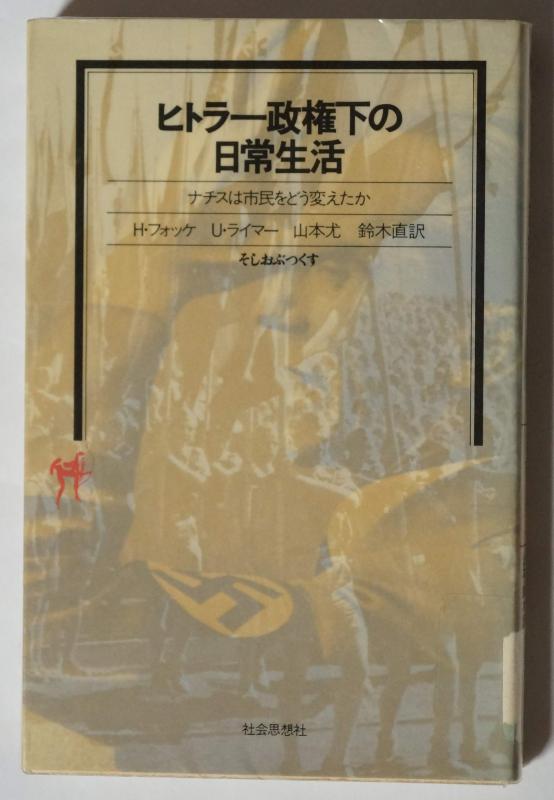 ヒトラー政権下の
日常生活
ナチスは市民をどう変えたか
H・フォッケ　U・ライマー　山本尤　鈴木直訳
そしおぶっくす
社会思想社